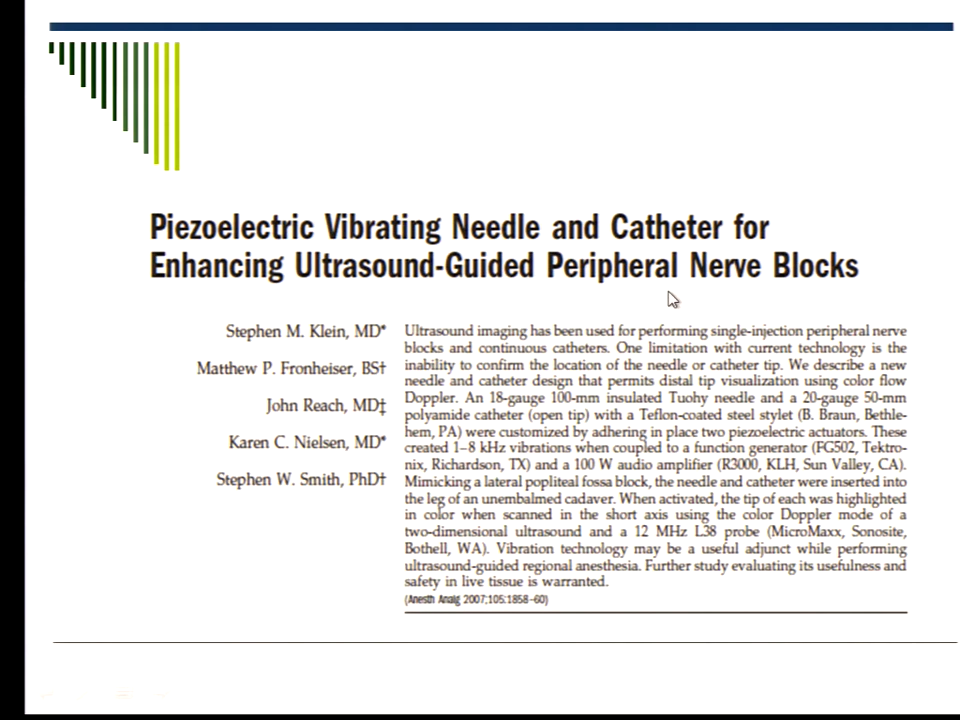 Piezoelectric Vibrating Needle and Catheter for
Enhancing Ultrasound-Guided Peripheral Nerve Blocks
Stephen M. Klein, MD*
Matthew P. Fronheiser, BS†
John Reach, MD‡
Karen C. Nielsen, MD*
Stephen W. Smith, PhD†
Ultrasound imaging has been used for performing single-injection peripheral nerve
blocks and continuous catheters. One limitation with current technology is the
inability to confirm the location of the needle or catheter tip. We describe a new
needle and catheter design that permits distal tip visualization using color flow
Doppler. An 18-gauge 100-mm insulated Tuohy needle and a 20-gauge 50-mm
polyamide catheter (open tip) with a Teflon-coated steel stylet (B. Braun, Bethle-
hem, PA) were customized by adhering in place two piezoelectric actuators. These
created 1–8 kHz vibrations when coupled to a function generator (FG502, Tektro-
nix, Richardson, TX) and a 100 W audio amplifier (R3000, KLH, Sun Valley, CA).
Mimicking a lateral popliteal fossa block, the needle and catheter were inserted into
the leg of an unembalmed cadaver. When activated, the tip of each was highlighted
in color when scanned in the short axis using the color Doppler mode of a
two-dimensional ultrasound and a 12 MHz L38 probe (MicroMaxx, Sonosite,
Bothell, WA). Vibration technology may be a useful adjunct while performing
ultrasound-guided regional anesthesia. Further study evaluating its usefulness and
safety in live tissue is warranted.
(Anesth Analg 2007;105:1858–60)